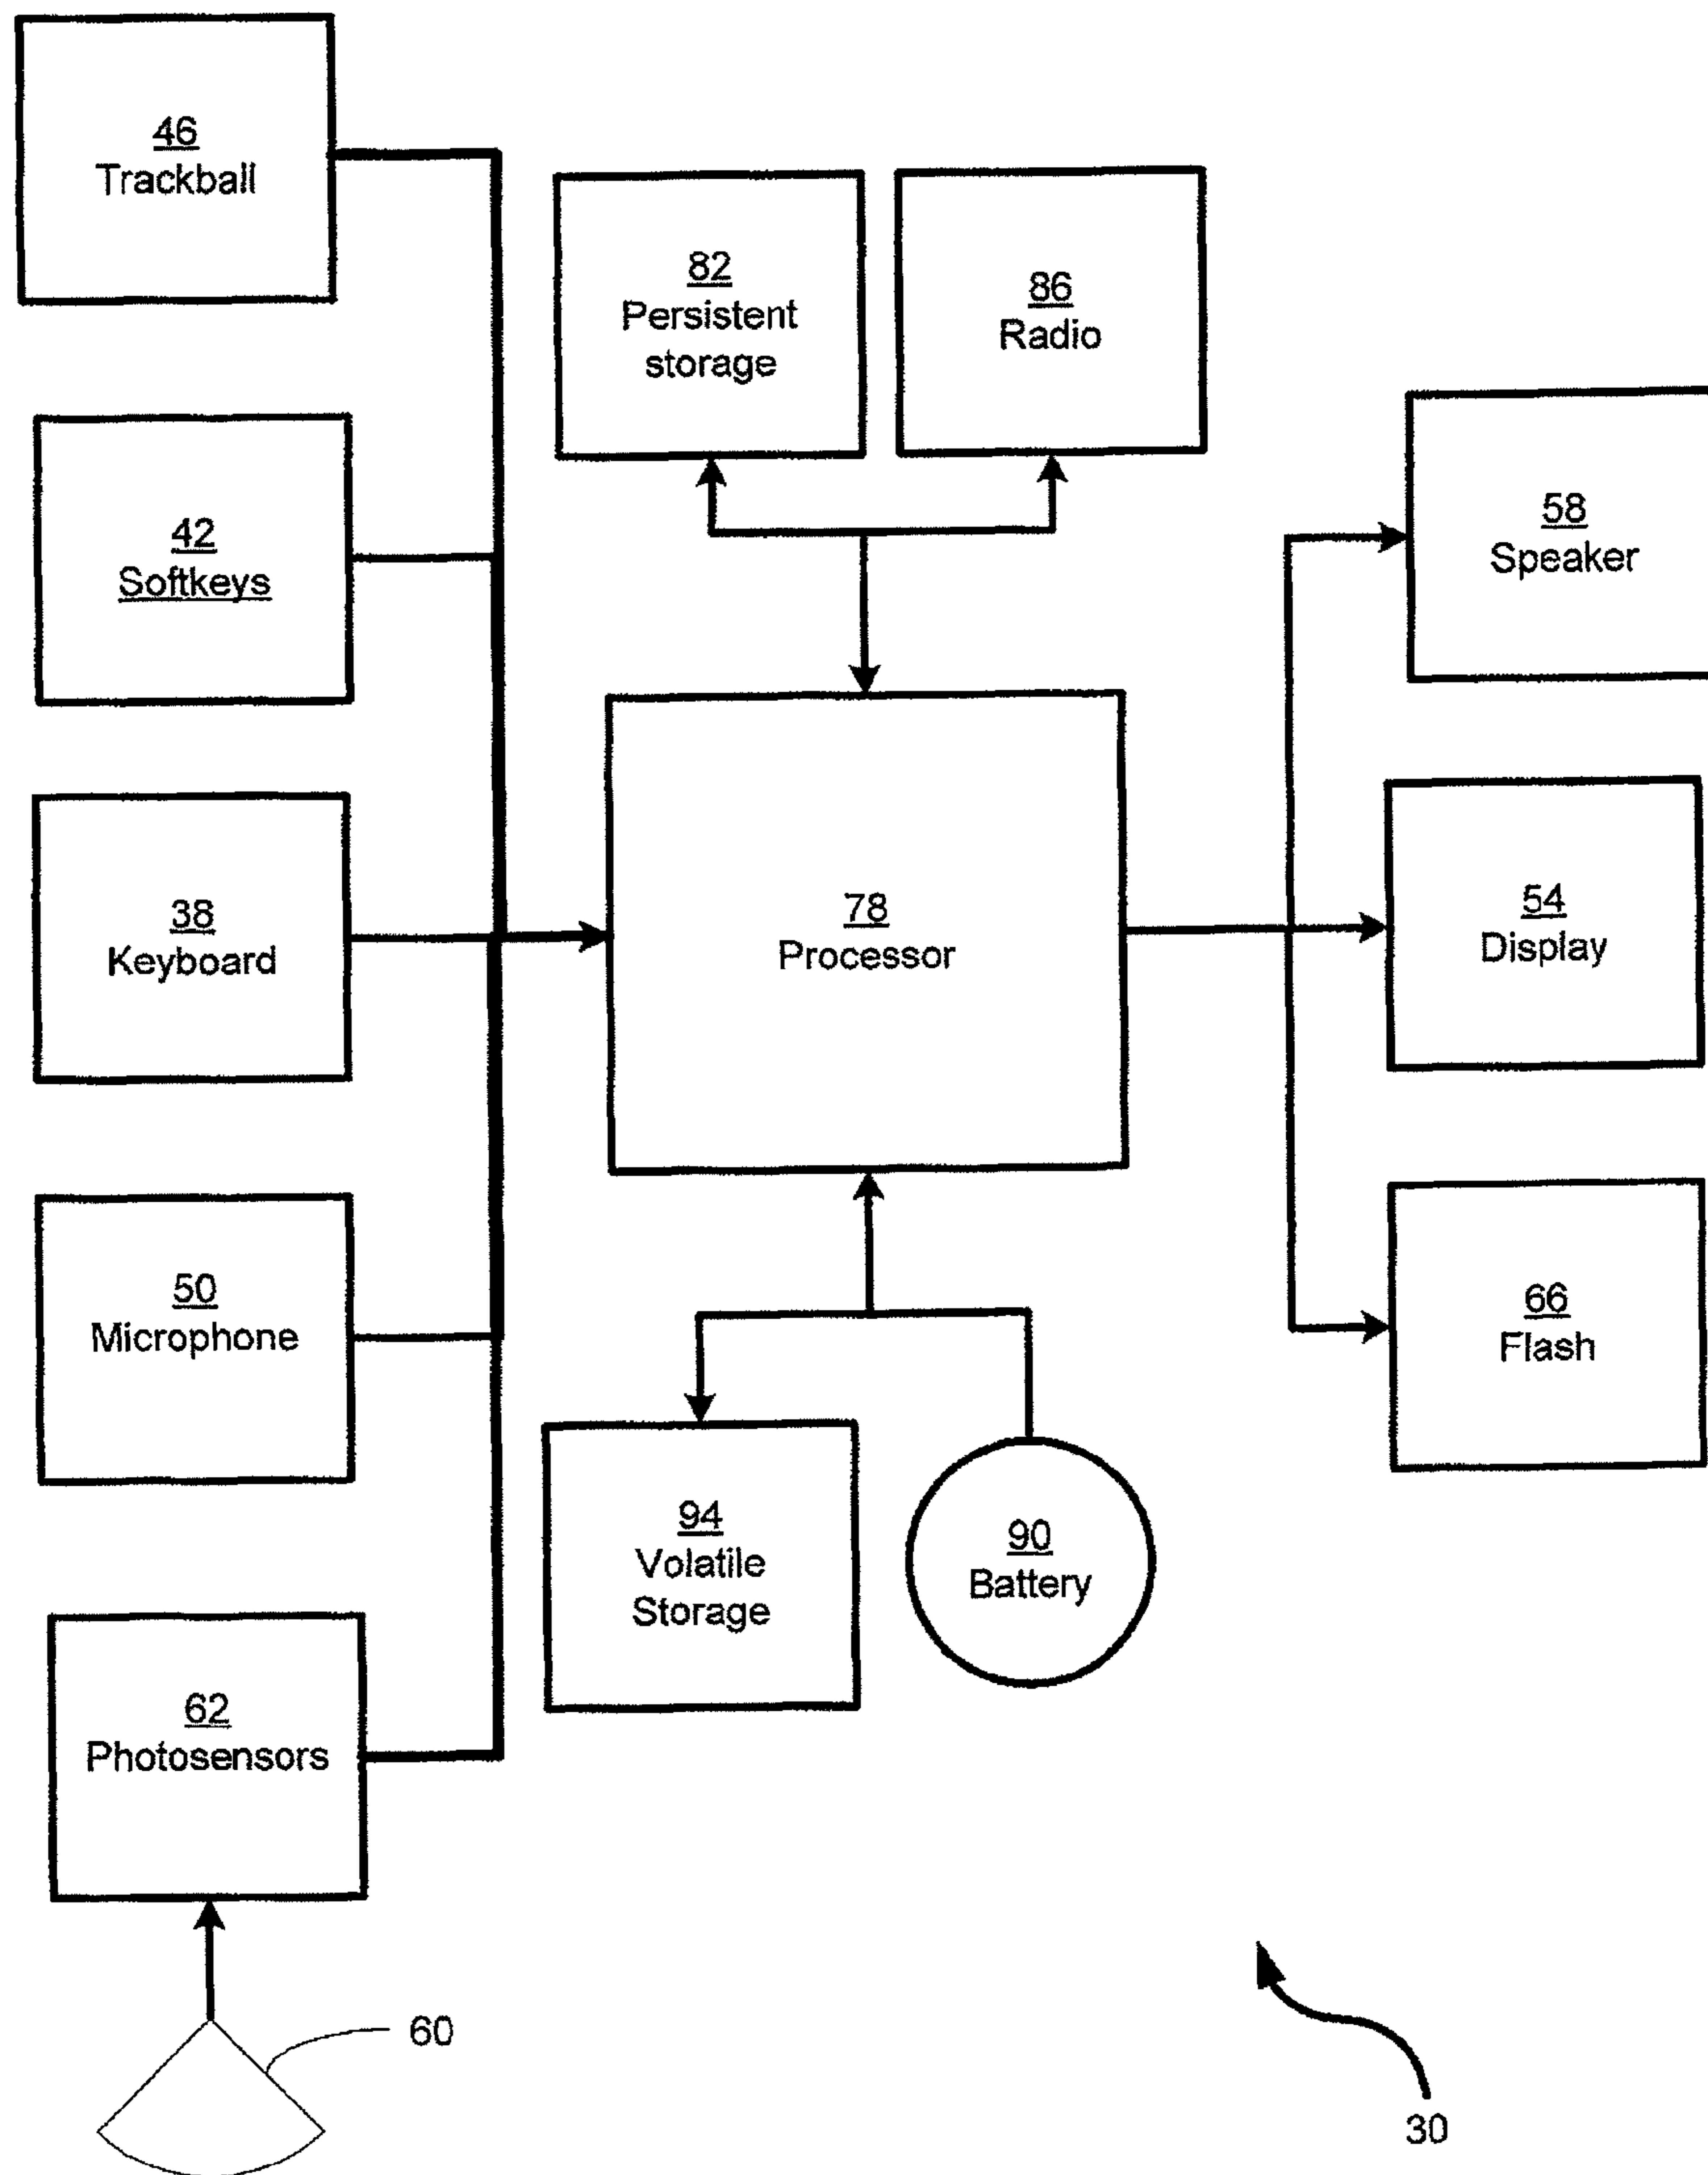 46
Trackball
82
Persistent
storage
86
Radio
42
Softkeys
58
Speaker
38
Keyboard
78
Processor
54
Display
50
Microphone
66
Flash
94
Volatile
Storage
90
Battery
62
Photosensors
60
30